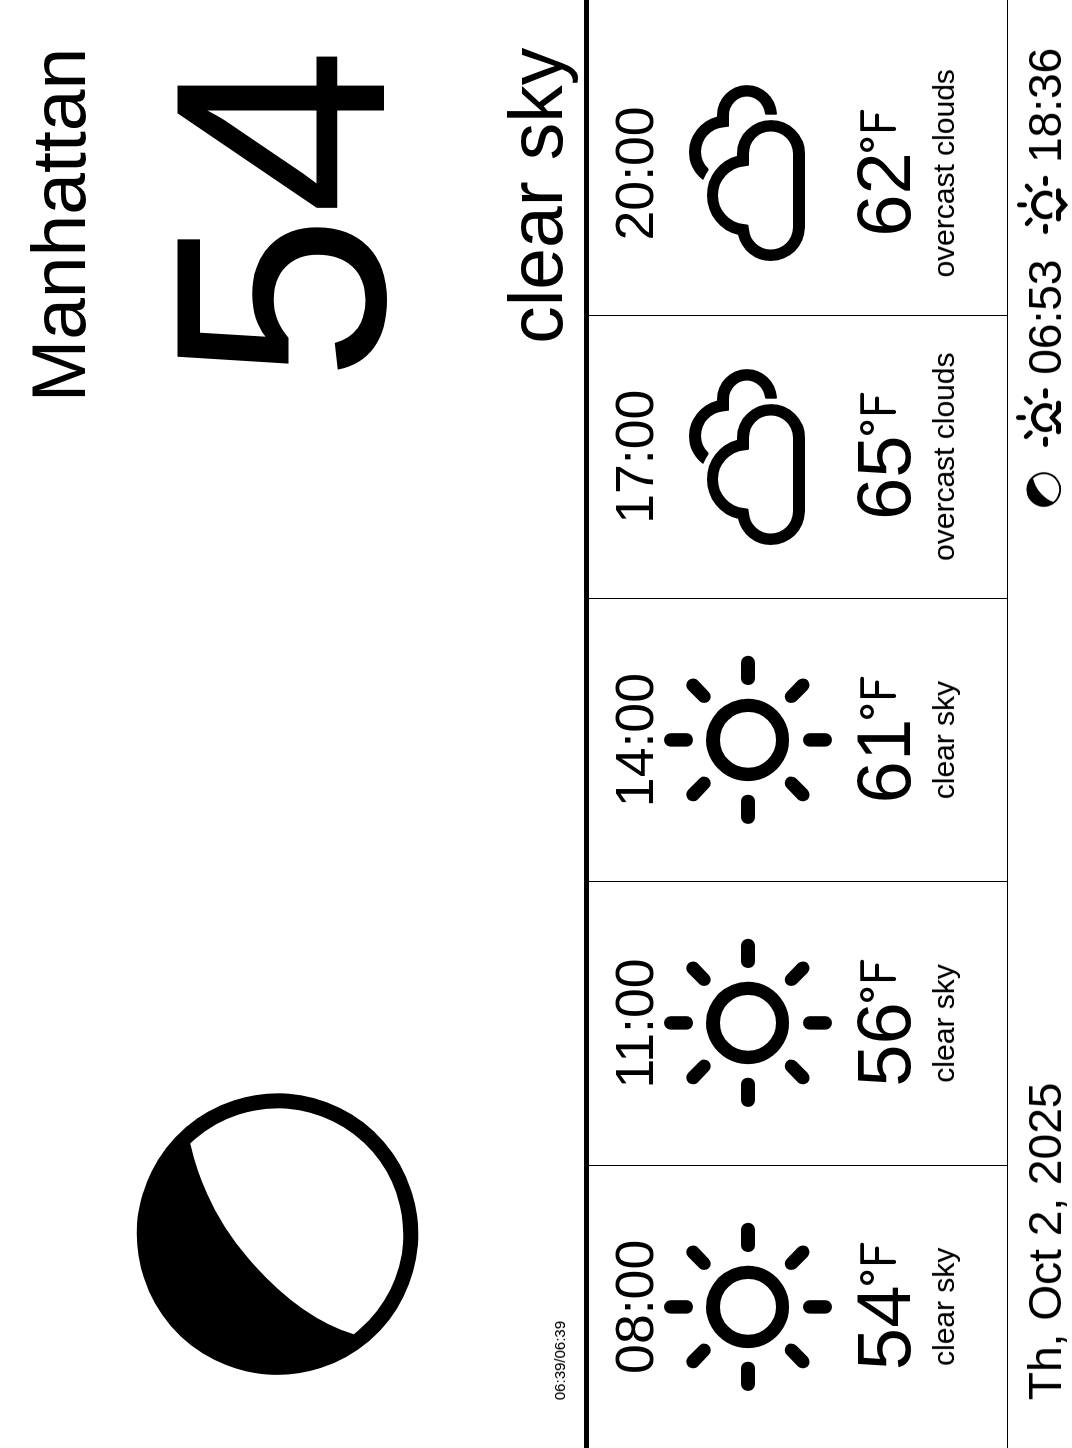 Manhattan
54
clear sky
06:39/06:39
08:00
54°F
clear sky
11:00
56°F
clear sky
14:00
61°F
clear sky
17:00
65°F
overcast clouds
20:00
62°F
overcast clouds
Th, Oct 2, 2025
06:53 18:36